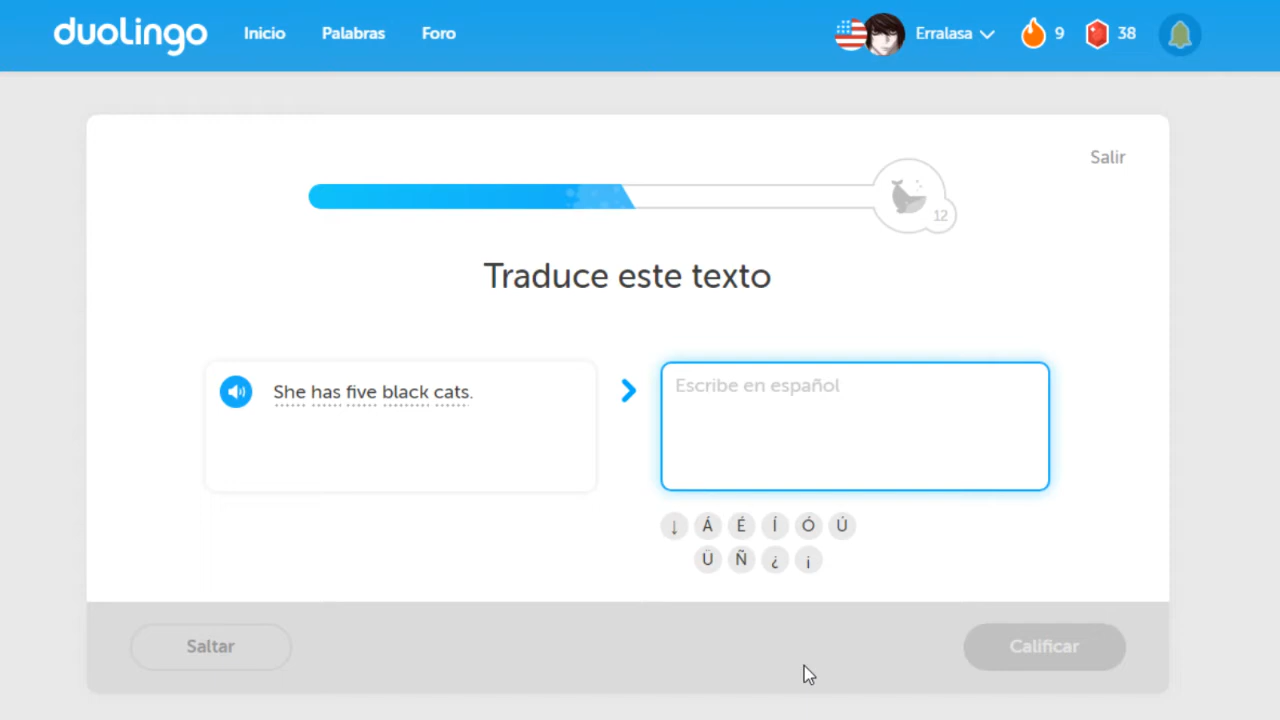 duolingo Inicio Palabras Foro Erralasa 9 38
Salir
12
Traduce este texto
She has five black cats.
Escribe en español
↓ Á É Í Ó Ú
Ü Ñ ¿ ¡
Saltar Calificar